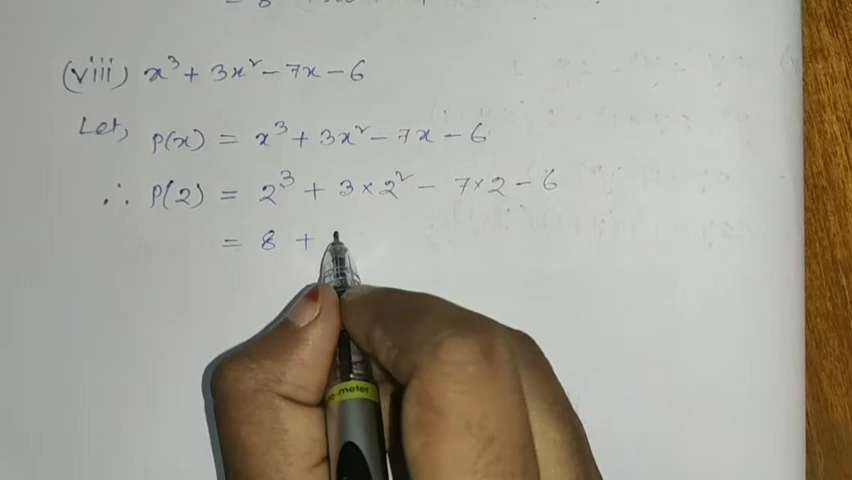 (viii) x³ + 3x² - 7x - 6
Let, p(x) = x³ + 3x² - 7x - 6
∴ p(2) = 2³ + 3×2² - 7×2 - 6
= 8 +